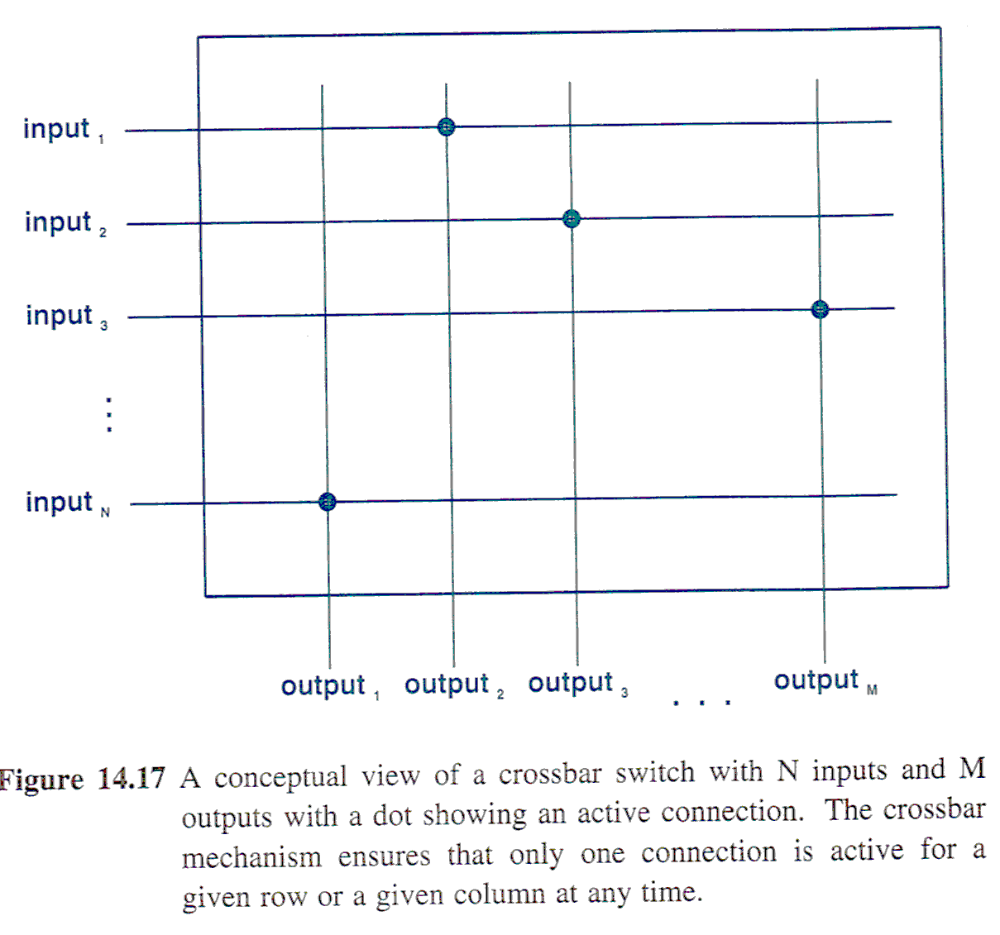 input 1
input 2
input 3
⋮
input N
output 1 output 2 output 3 . . . output M
Figure 14.17 A conceptual view of a crossbar switch with N inputs and M
outputs with a dot showing an active connection. The crossbar
mechanism ensures that only one connection is active for a
given row or a given column at any time.